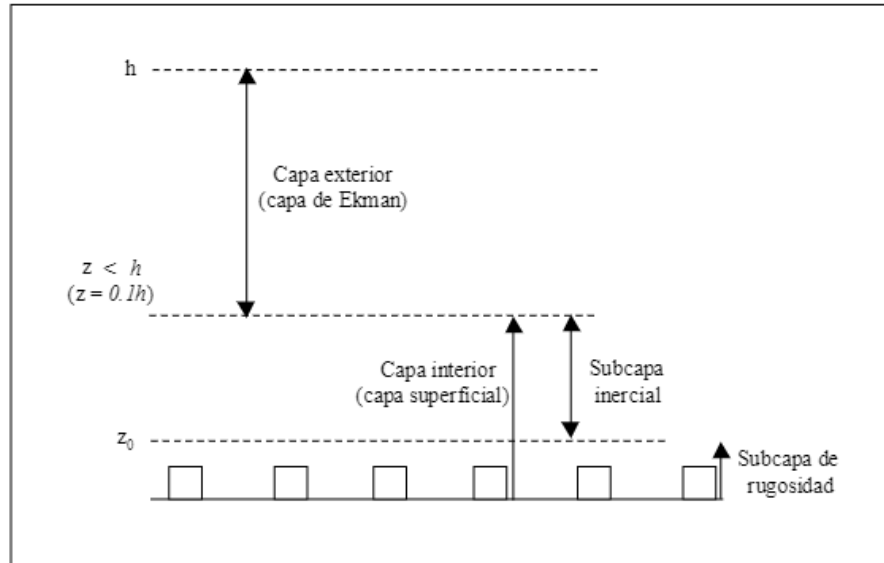 h
Capa exterior
(capa de Ekman)
z < h
(z = 0.1h)
Capa interior
(capa superficial)
Subcapa
inercial
z₀
Subcapa de
rugosidad